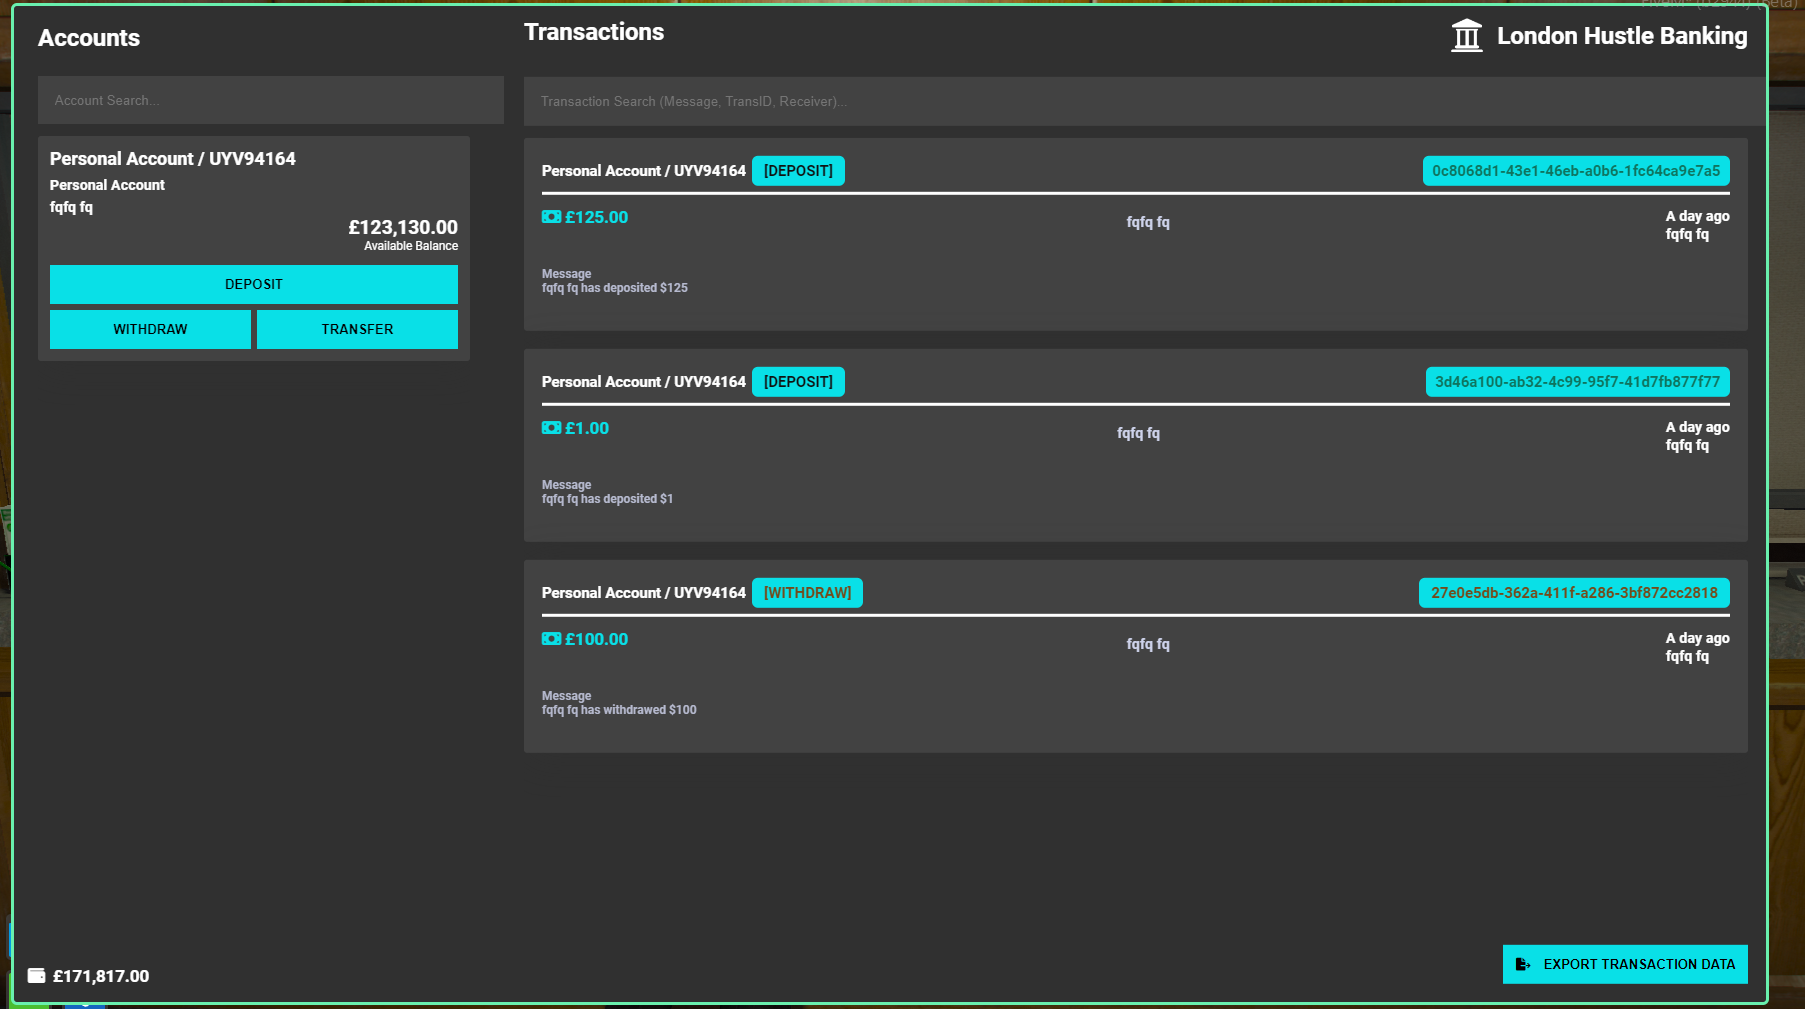 Accounts
Transactions
London Hustle Banking
Account Search...
Transaction Search (Message, TransID, Receiver)...
Personal Account / UYV94164
Personal Account
fqfq fq
£123,130.00
Available Balance
DEPOSIT
WITHDRAW
TRANSFER
Personal Account / UYV94164 [DEPOSIT] 0c8068d1-43e1-46eb-a0b6-1fc64ca9e7a5
£125.00
fqfq fq
A day ago
fqfq fq
Message
fqfq fq has deposited $125
Personal Account / UYV94164 [DEPOSIT] 3d46a100-ab32-4c99-95f7-41d7fb877f77
£1.00
fqfq fq
A day ago
fqfq fq
Message
fqfq fq has deposited $1
Personal Account / UYV94164 [WITHDRAW] 27e0e5db-362a-411f-a286-3bf872cc2818
£100.00
fqfq fq
A day ago
fqfq fq
Message
fqfq fq has withdrawed $100
£171,817.00
EXPORT TRANSACTION DATA